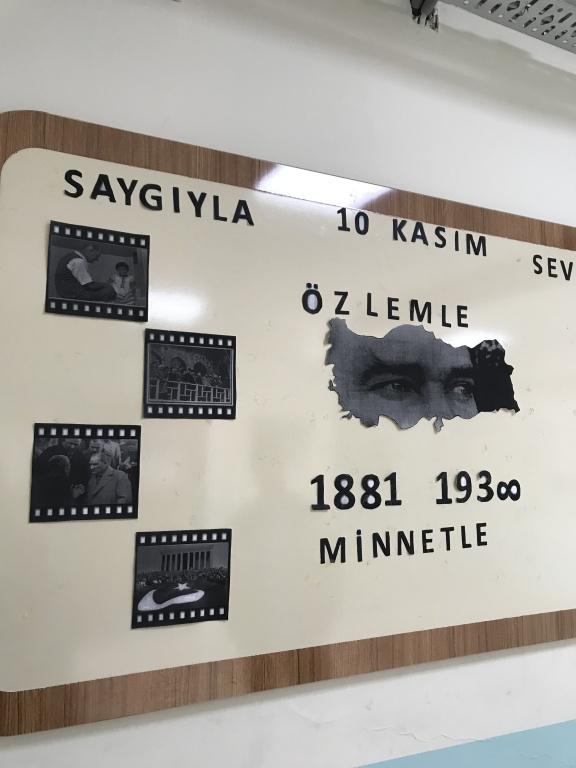 SAYGIYLA
10 KASIM
SEV
ÖZLEMLE
1881 193∞
MİNNETLE